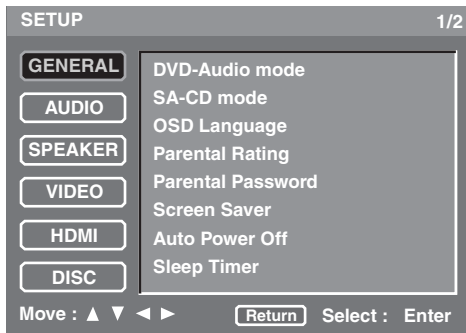 SETUP 1/2
GENERAL
AUDIO
SPEAKER
VIDEO
HDMI
DISC
DVD-Audio mode
SA-CD mode
OSD Language
Parental Rating
Parental Password
Screen Saver
Auto Power Off
Sleep Timer
Move : ▲ ▼ ◄ ► Return Select : Enter